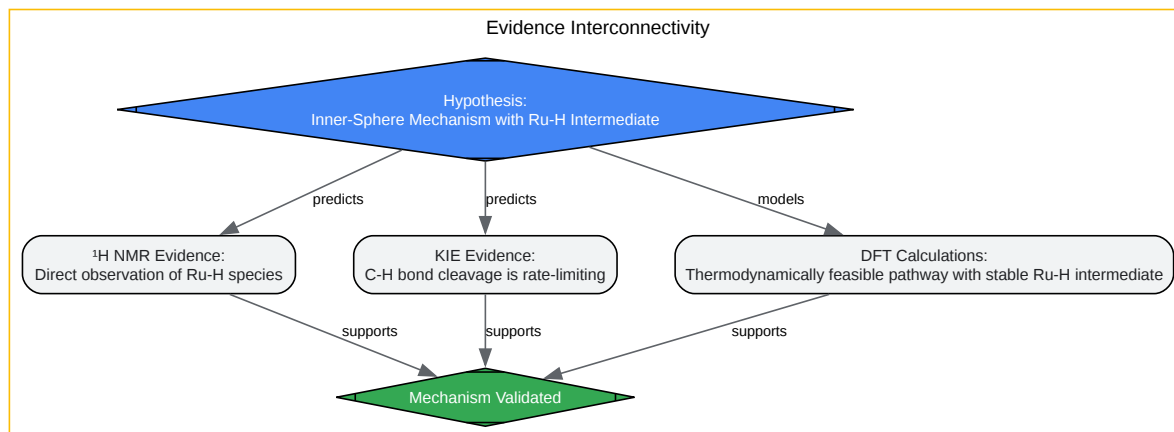 Evidence Interconnectivity
Hypothesis:
Inner-Sphere Mechanism with Ru-H Intermediate
predicts
predicts
models
¹H NMR Evidence:
Direct observation of Ru-H species
KIE Evidence:
C-H bond cleavage is rate-limiting
DFT Calculations:
Thermodynamically feasible pathway with stable Ru-H intermediate
supports
supports
supports
Mechanism Validated